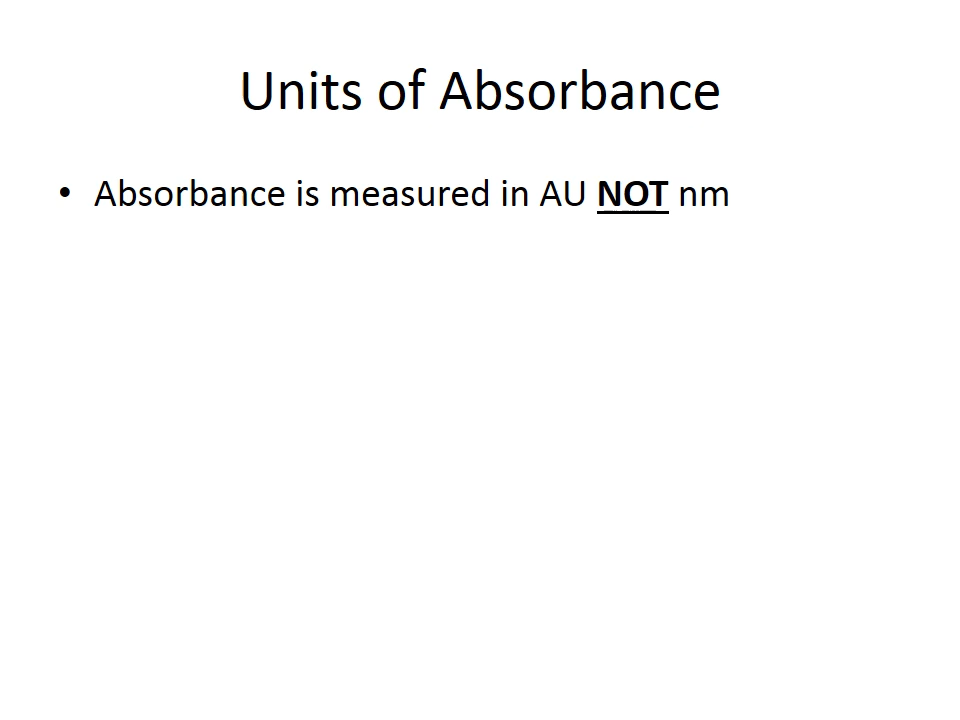 Units of Absorbance
• Absorbance is measured in AU NOT nm